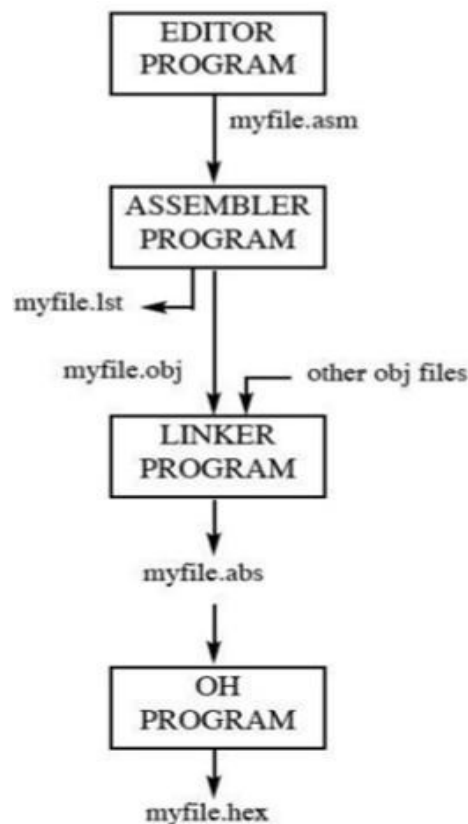 EDITOR
PROGRAM
myfile.asm
ASSEMBLER
PROGRAM
myfile.lst
myfile.obj
other obj files
LINKER
PROGRAM
myfile.abs
OH
PROGRAM
myfile.hex